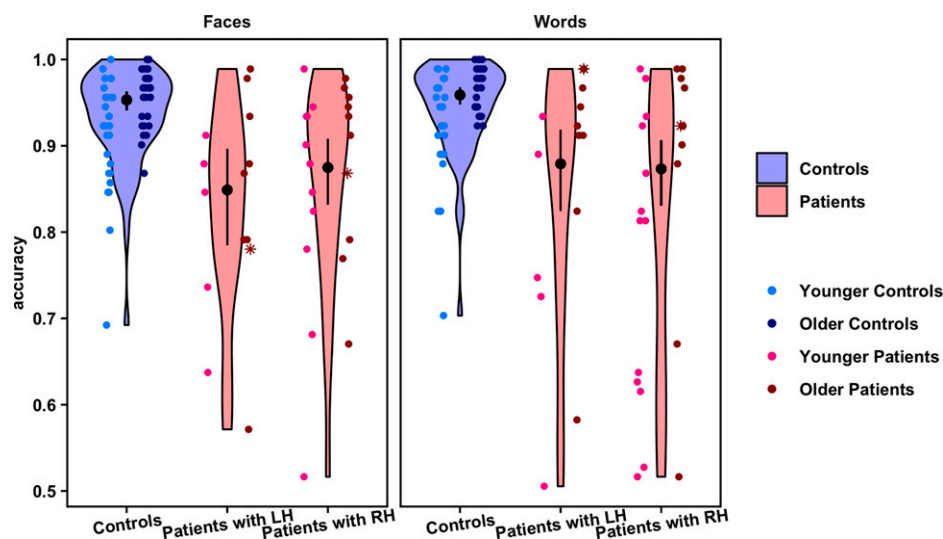 Faces
Words
accuracy
1.0
0.9
0.8
0.7
0.6
0.5
Controls
Patients with LH
Patients with RH
Controls
Patients with LH
Patients with RH
Controls
Patients
Younger Controls
Older Controls
Younger Patients
Older Patients